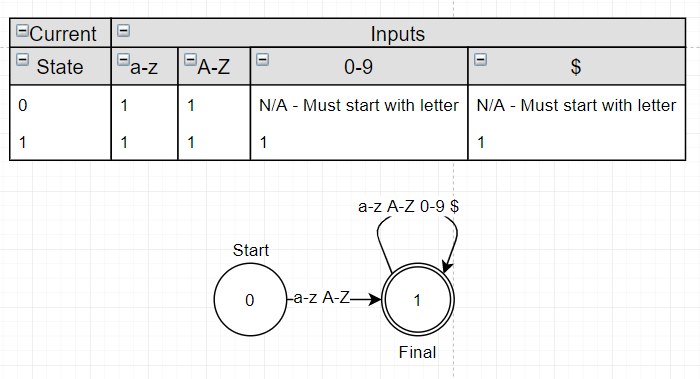 Current Inputs
State a-z A-Z 0-9 $
0 1 1 N/A - Must start with letter N/A - Must start with letter
1 1 1 1 1
a-z A-Z 0-9 $
Start
0 a-z A-Z 1
Final